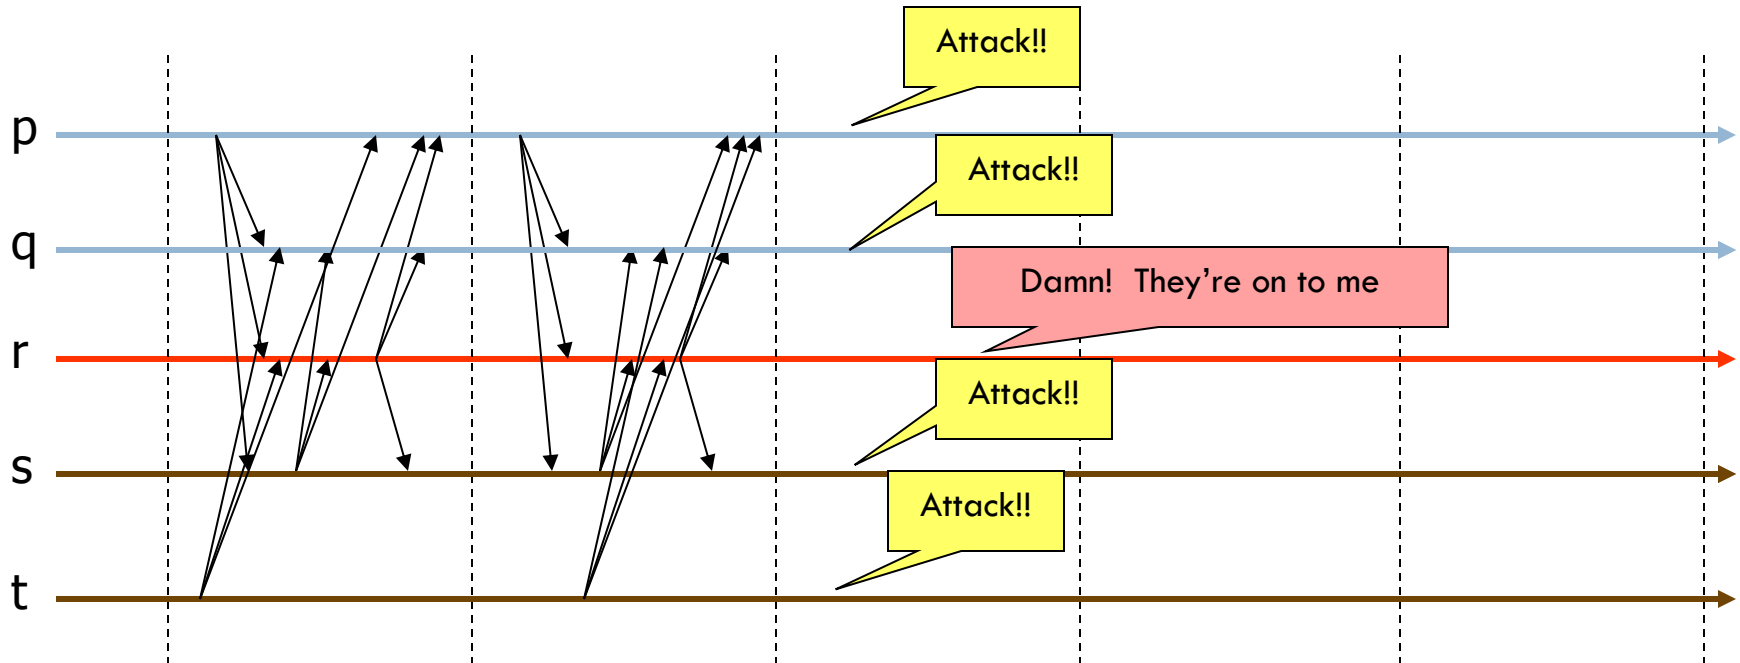 Attack!!
p
Attack!!
q
Damn! They’re on to me
r
Attack!!
s
Attack!!
t